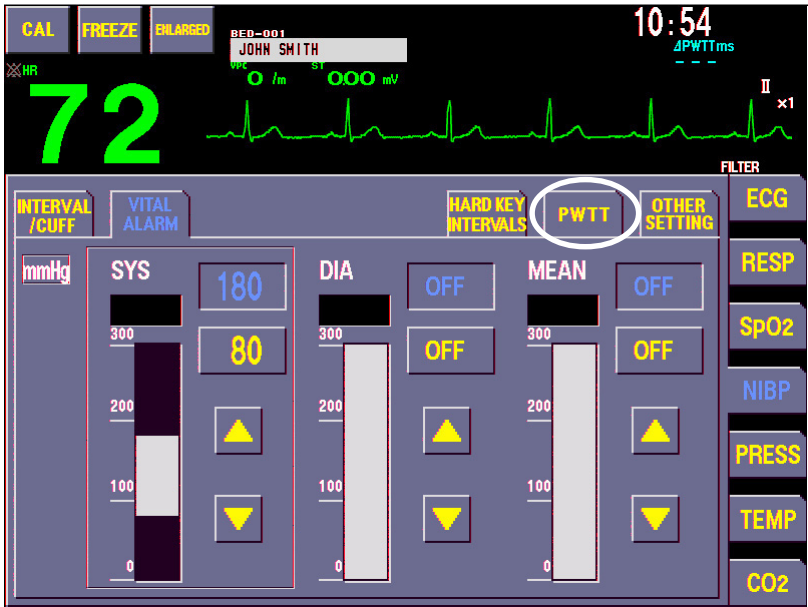 CAL
FREEZE
ENLARGED
BED-001
JOHN SMITH
10:54
ΔPWTTms
- - -
HR
VPC
0 /m
ST
0.00 mV
72
II
×1
FILTER
INTERVAL
/CUFF
VITAL
ALARM
HARD KEY
INTERVALS
PWTT
OTHER
SETTING
ECG
RESP
SpO2
NIBP
PRESS
TEMP
CO2
mmHg
SYS
180
80
300
200
100
0
DIA
OFF
OFF
300
200
100
0
MEAN
OFF
OFF
300
200
100
0